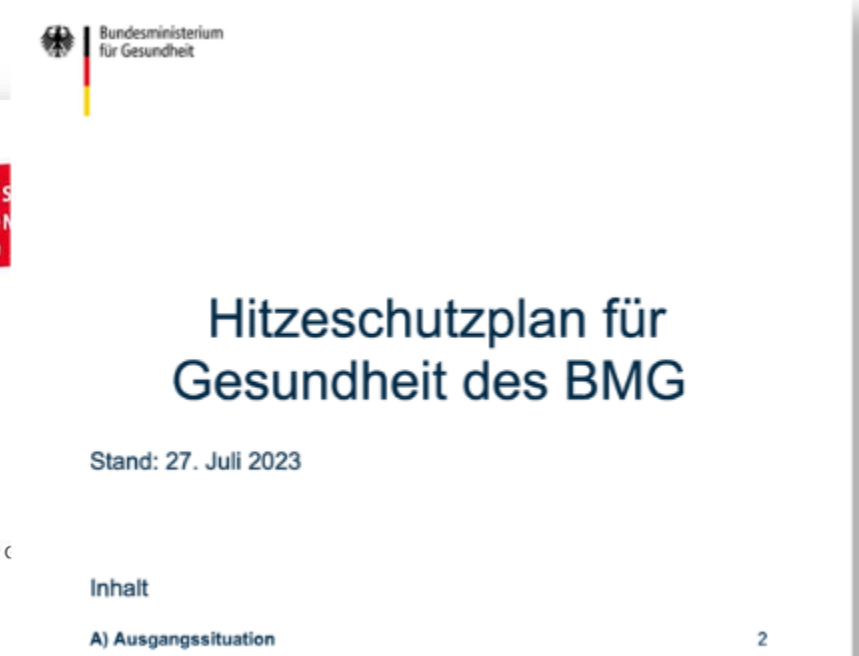 Bundesministerium
für Gesundheit
Hitzeschutzplan für
Gesundheit des BMG
Stand: 27. Juli 2023
Inhalt
A) Ausgangssituation 2